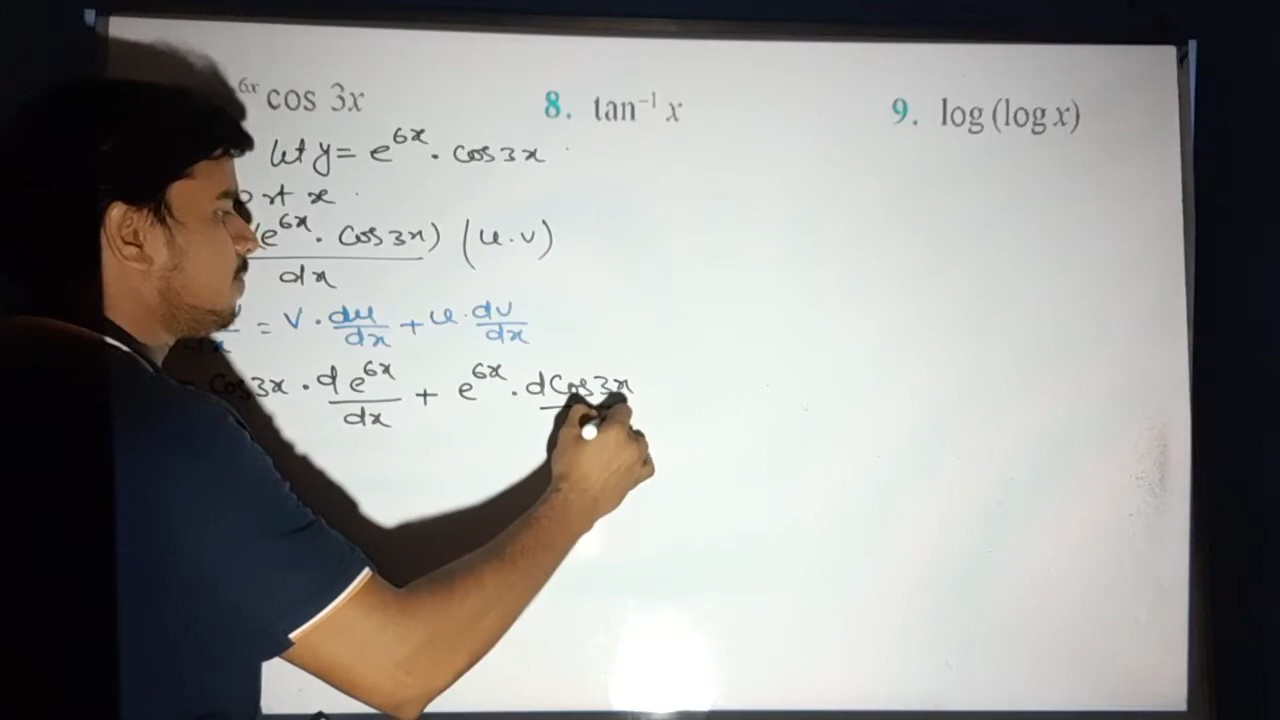 6x cos 3x 8. tan⁻¹ x 9. log (log x)
let y = e^6x . cos 3x
x
e^6x . cos 3x) (u.v)
dx
= v . du/dx + u . dv/dx
cos 3x . d e^6x/dx + e^6x . d cos 3x